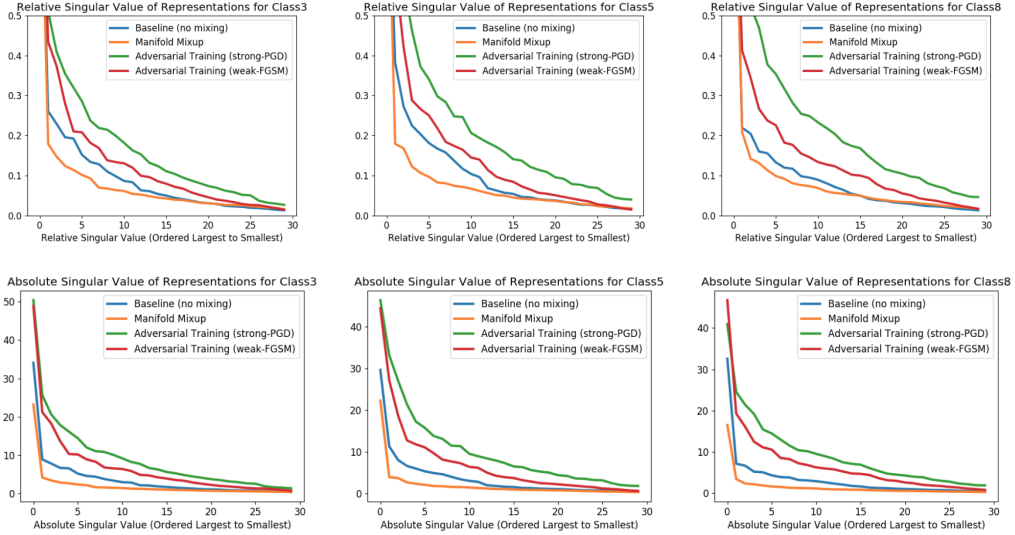 Relative Singular Value of Representations for Class3
0.5
0.4
0.3
0.2
0.1
0.0
Baseline (no mixing)
Manifold Mixup
Adversarial Training (strong-PGD)
Adversarial Training (weak-FGSM)
0 5 10 15 20 25 30
Relative Singular Value (Ordered Largest to Smallest)
Relative Singular Value of Representations for Class5
0.5
0.4
0.3
0.2
0.1
0.0
Baseline (no mixing)
Manifold Mixup
Adversarial Training (strong-PGD)
Adversarial Training (weak-FGSM)
0 5 10 15 20 25 30
Relative Singular Value (Ordered Largest to Smallest)
Relative Singular Value of Representations for Class8
0.5
0.4
0.3
0.2
0.1
0.0
Baseline (no mixing)
Manifold Mixup
Adversarial Training (strong-PGD)
Adversarial Training (weak-FGSM)
0 5 10 15 20 25 30
Relative Singular Value (Ordered Largest to Smallest)
Absolute Singular Value of Representations for Class3
50
40
30
20
10
0
Baseline (no mixing)
Manifold Mixup
Adversarial Training (strong-PGD)
Adversarial Training (weak-FGSM)
0 5 10 15 20 25 30
Absolute Singular Value (Ordered Largest to Smallest)
Absolute Singular Value of Representations for Class5
40
30
20
10
0
Baseline (no mixing)
Manifold Mixup
Adversarial Training (strong-PGD)
Adversarial Training (weak-FGSM)
0 5 10 15 20 25 30
Absolute Singular Value (Ordered Largest to Smallest)
Absolute Singular Value of Representations for Class8
40
30
20
10
0
Baseline (no mixing)
Manifold Mixup
Adversarial Training (strong-PGD)
Adversarial Training (weak-FGSM)
0 5 10 15 20 25 30
Absolute Singular Value (Ordered Largest to Smallest)